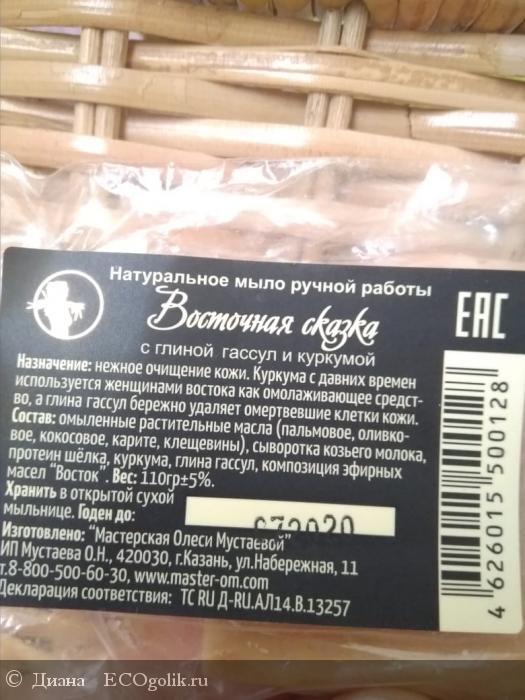 Натуральное мыло ручной работы
Восточная сказка
с глиной гассул и куркумой
EAC
Назначение: нежное очищение кожи. Куркума с давних времен
используется женщинами востока как омолаживающее средст-
во, а глина гассул бережно удаляет омертвевшие клетки кожи.
Состав: омыленные растительные масла (пальмовое, оливко-
вое, кокосовое, карите, клещевины), сыворотка козьего молока,
протеин шёлка, куркума, глина гассул, композиция эфирных
масел "Восток". Вес: 110гр±5%.
Хранить в открытой сухой
мыльнице. Годен до: 072020
Изготовлено: "Мастерская Олеси Мустаевой"
ИП Мустаева О.Н., 420030, г.Казань, ул.Набережная, 11
т.8-800-500-60-30, www.master-om.com
Декларация соответствия: ТС RU Д-RU.АЛ14.В.13257
4 626015 500128
© Диана ECOgolik.ru